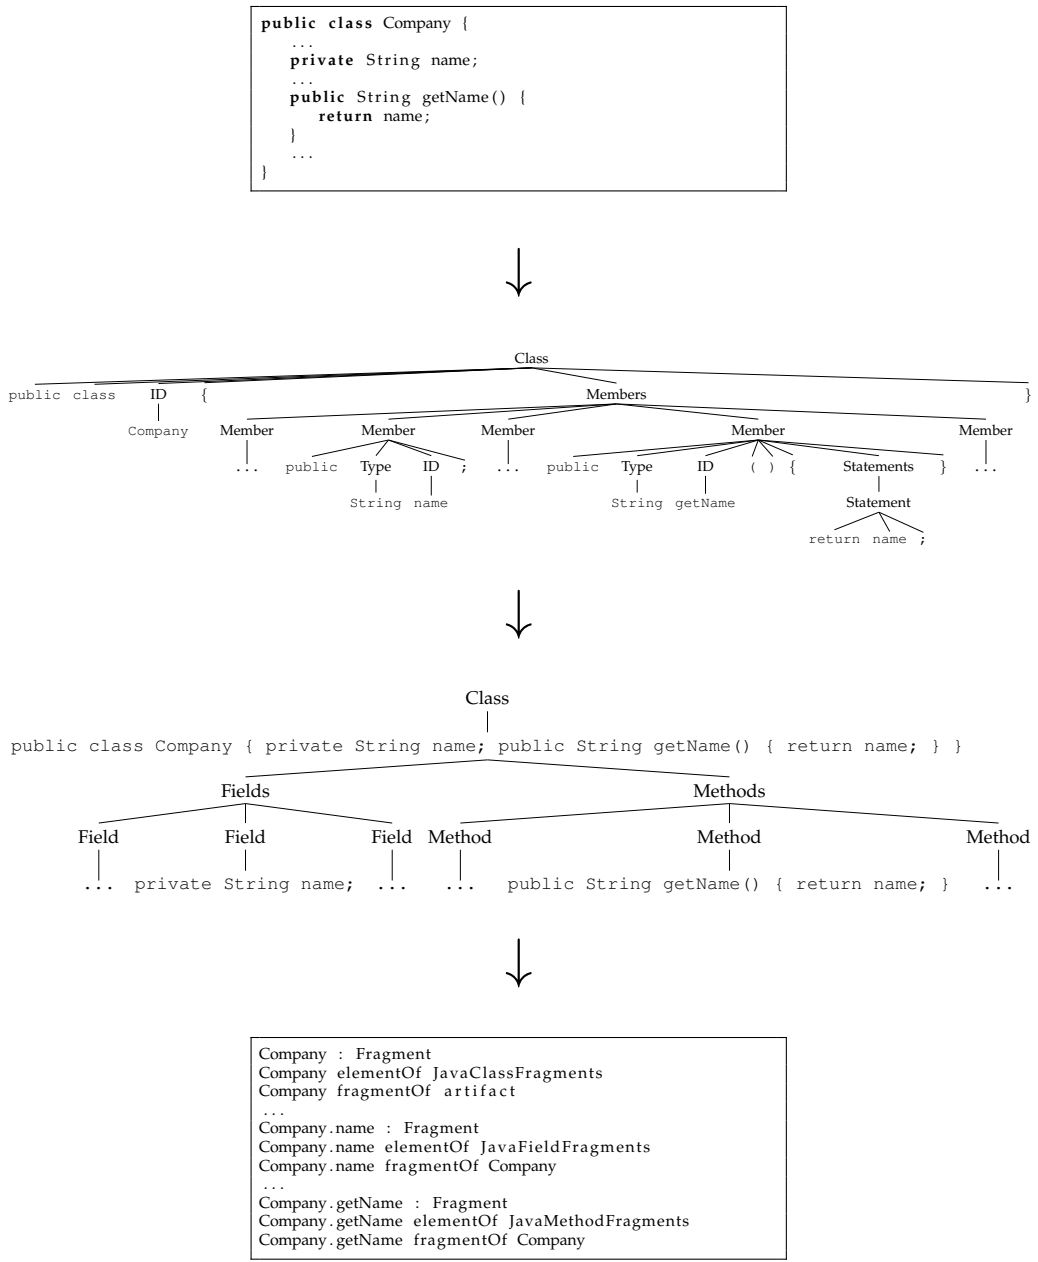 public class Company {
...
private String name;
...
public String getName() {
return name;
}
...
}
Class
public class ID { Members }
Company Member Member Member Member Member
... public Type ID ; ... public Type ID ( ) { Statements } ...
String name String getName Statement
return name ;
Class
public class Company { private String name; public String getName() { return name; } }
Fields Methods
Field Field Field Method Method Method
... private String name; ... ... public String getName() { return name; } ...
Company : Fragment
Company elementOf JavaClassFragments
Company fragmentOf artifact
...
Company.name : Fragment
Company.name elementOf JavaFieldFragments
Company.name fragmentOf Company
...
Company.getName : Fragment
Company.getName elementOf JavaMethodFragments
Company.getName fragmentOf Company